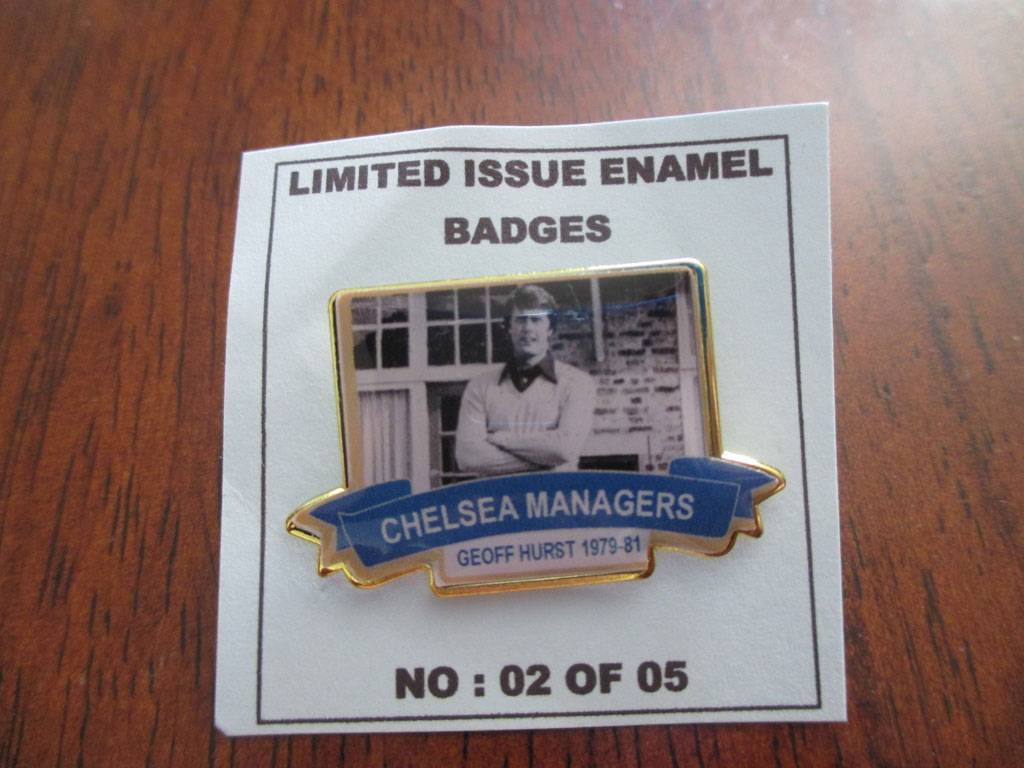 LIMITED ISSUE ENAMEL
BADGES
CHELSEA MANAGERS
GEOFF HURST 1979-81
NO : 02 OF 05